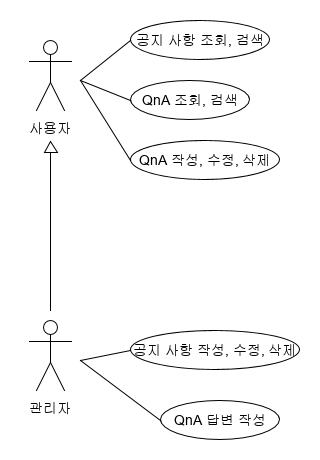 공지 사항 조회, 검색
QnA 조회, 검색
사용자
QnA 작성, 수정, 삭제
공지 사항 작성, 수정, 삭제
관리자
QnA 답변 작성